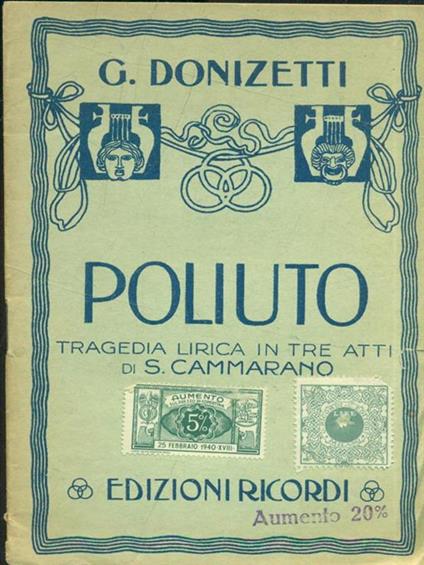 G. DONIZETTI
POLIUTO
TRAGEDIA LIRICA IN TRE ATTI
DI S. CAMMARANO
AUMENTO
5%
25 FEBBRAIO 1940-XVIII
LIRE
EDIZIONI RICORDI
Aumento 20%